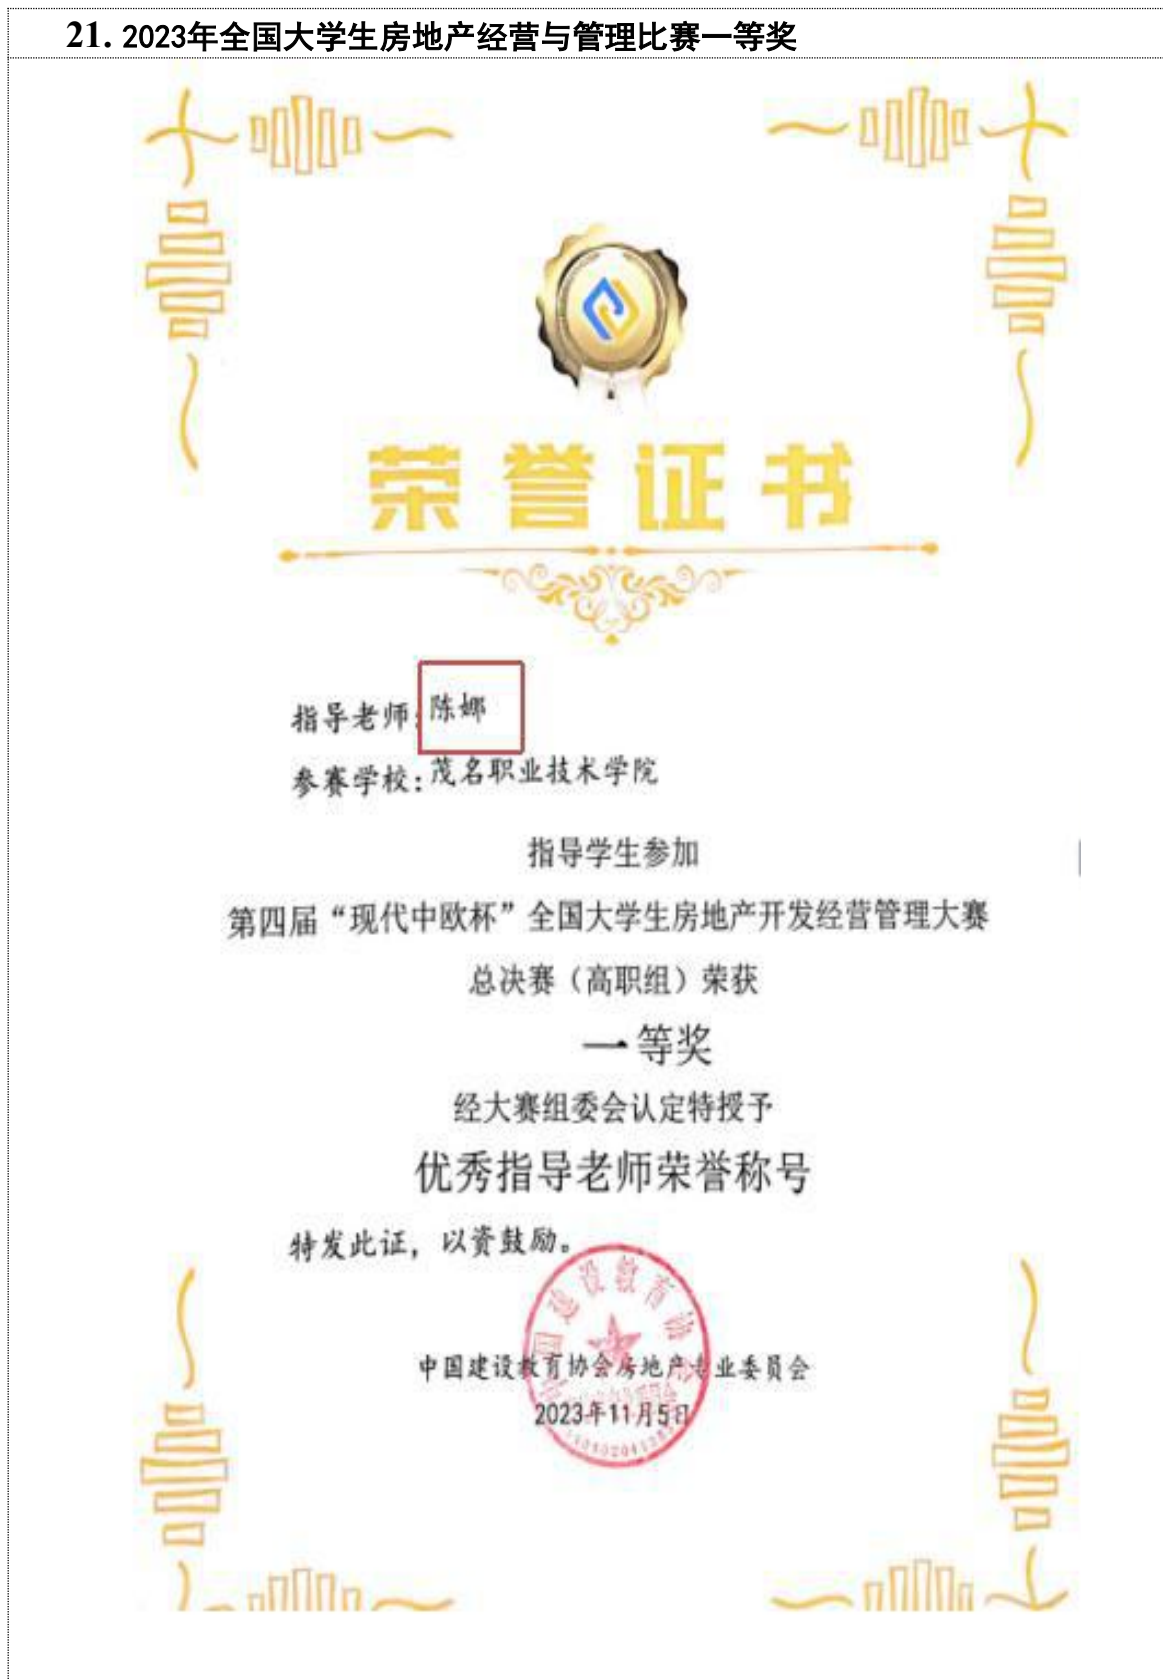 21. 2023年全国大学生房地产经营与管理比赛一等奖
荣誉证书
指导老师：陈娜
参赛学校：茂名职业技术学院
指导学生参加
第四届“现代中欧杯”全国大学生房地产开发经营管理大赛
总决赛（高职组）荣获
一等奖
经大赛组委会认定特授予
优秀指导老师荣誉称号
特发此证，以资鼓励。
中国建设教育协会房地产专业委员会
2023年11月5日